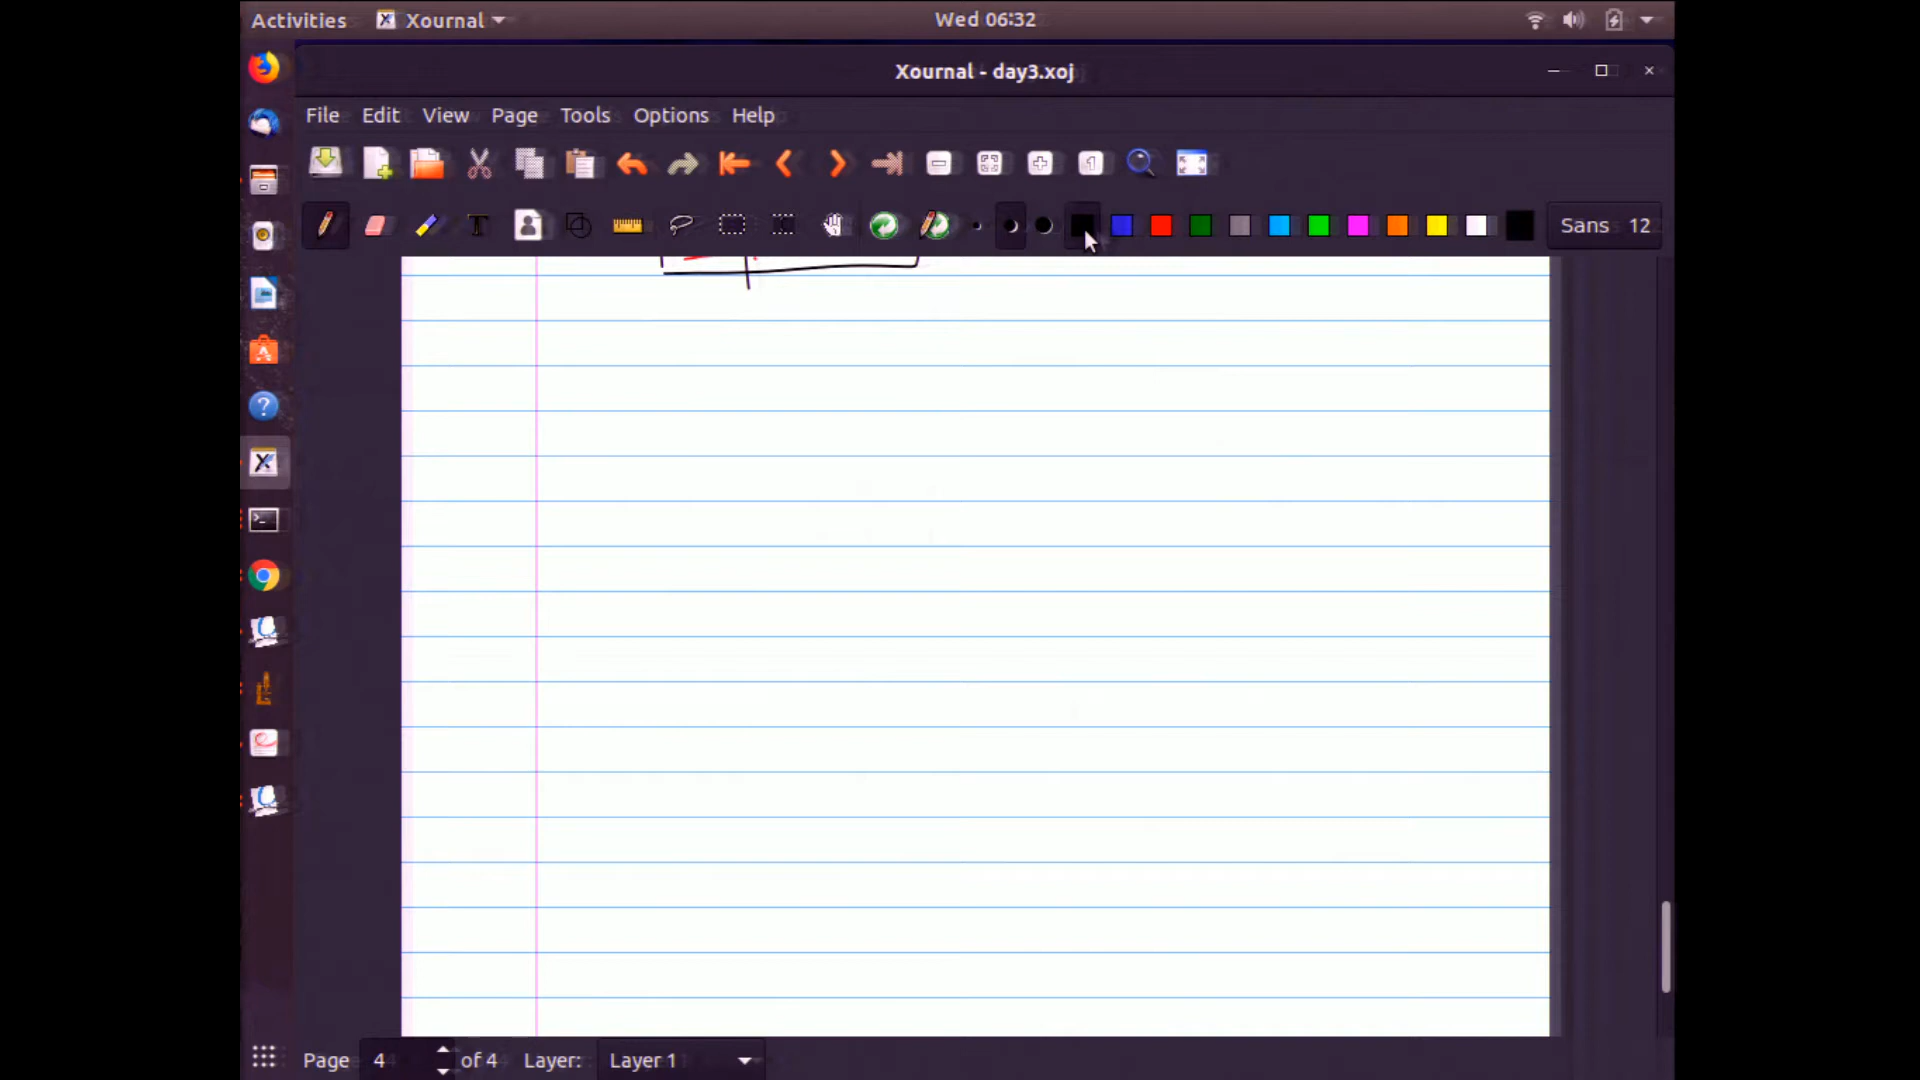 Activities Xournal Wed 06:32
Xournal - day3.xoj
File Edit View Page Tools Options Help
Sans 12
Page 44 of 4 Layer: Layer 1